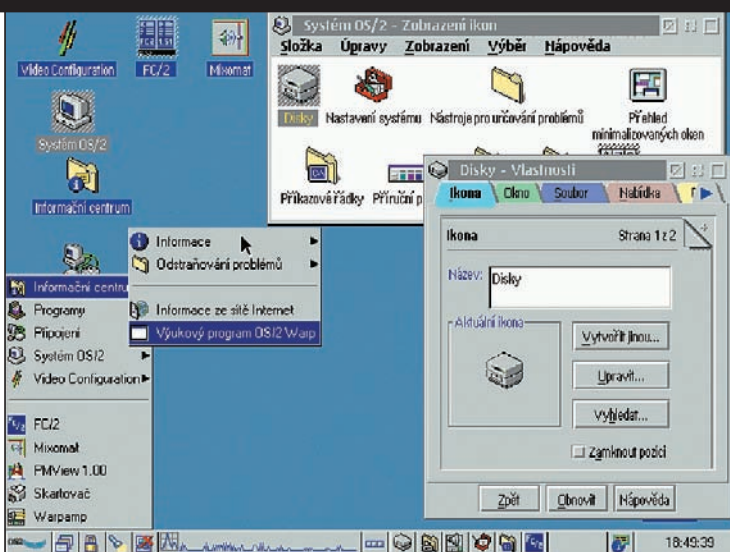 Video Configuration
FC/2
Mixomat
Systém OS/2
Informační centrum
Systém OS/2 - Zobrazení ikon
Složka Úpravy Zobrazení Výběr Nápověda
Disky
Nastavení systému
Nástroje pro určování problémů
Přehled
minimalizovaných oken
Příkazové řádky
Příruční
Disky - Vlastnosti
Ikona Okno Soubor Nabídka
Ikona
Strana 1 z 2
Název:
Disky
Aktuální ikona
Vytvořit jinou...
Upravit...
Vyhledat...
Zamknout pozici
Zpět Obnovit Nápověda
Informace
Odstraňování problémů
Informace ze sítě Internet
Výukový program OS/2 Warp
Informační centru
Programy
Připojení
Systém OS/2
Video Configuration
FC/2
Mixomat
PMView 1.00
Skartovač
Warpamp
18:49:39